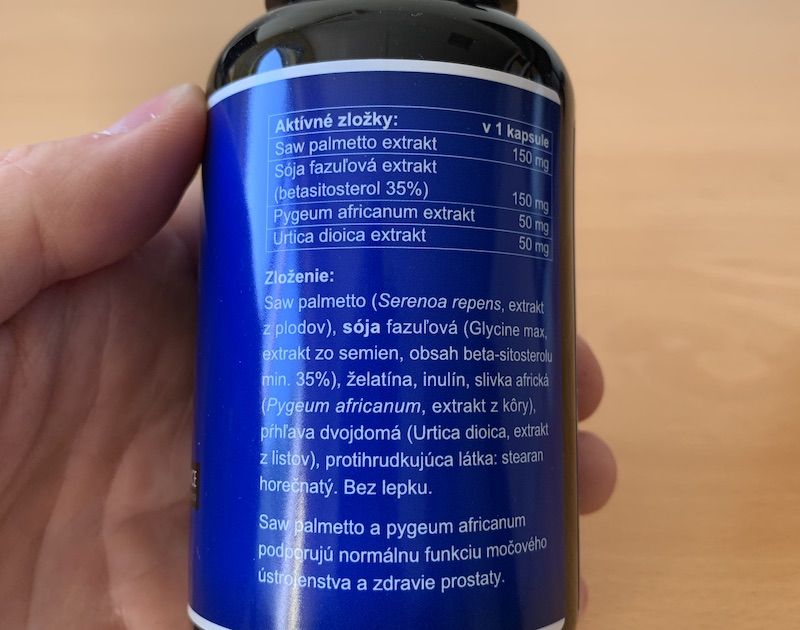 Aktívné zložky: v 1 kapsule
Saw palmetto extrakt 150 mg
Sója fazuľová extrakt
(betasitosterol 35%) 150 mg
Pygeum africanum extrakt 50 mg
Urtica dioica extrakt 50 mg
Zloženie:
Saw palmetto (Serenoa repens, extrakt
z plodov), sója fazuľová (Glycine max,
extrakt zo semien, obsah beta-sitosterolu
min. 35%), želatína, inulín, slivka africká
(Pygeum africanum, extrakt z kôry),
pŕhľava dvojdomá (Urtica dioica, extrakt
z listov), protihrudkujúca látka: stearan
horečnatý. Bez lepku.
Saw palmetto a pygeum africanum
podporujú normálnu funkciu močového
ústrojenstva a zdravie prostaty.